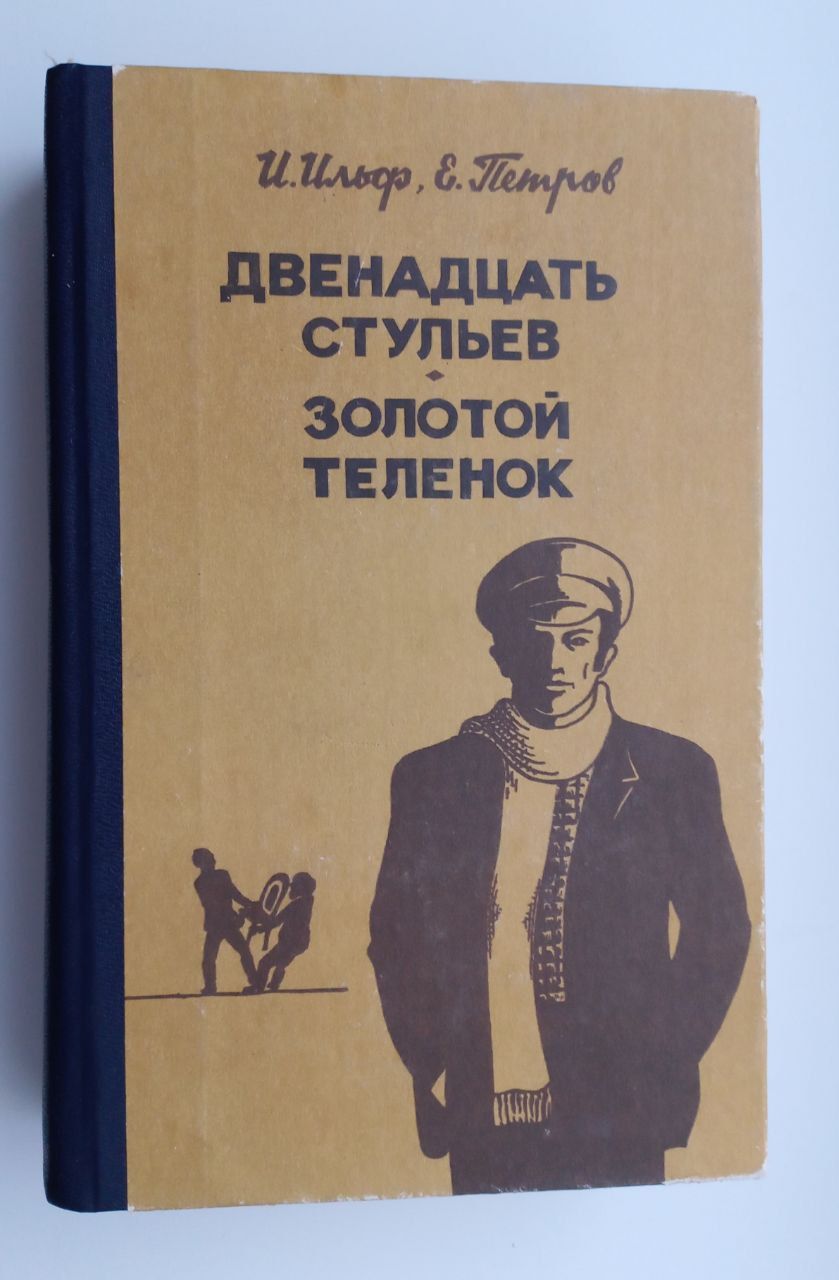 И. Ильф, Е. Петров
ДВЕНАДЦАТЬ
СТУЛЬЕВ
ЗОЛОТОЙ
ТЕЛЕНОК